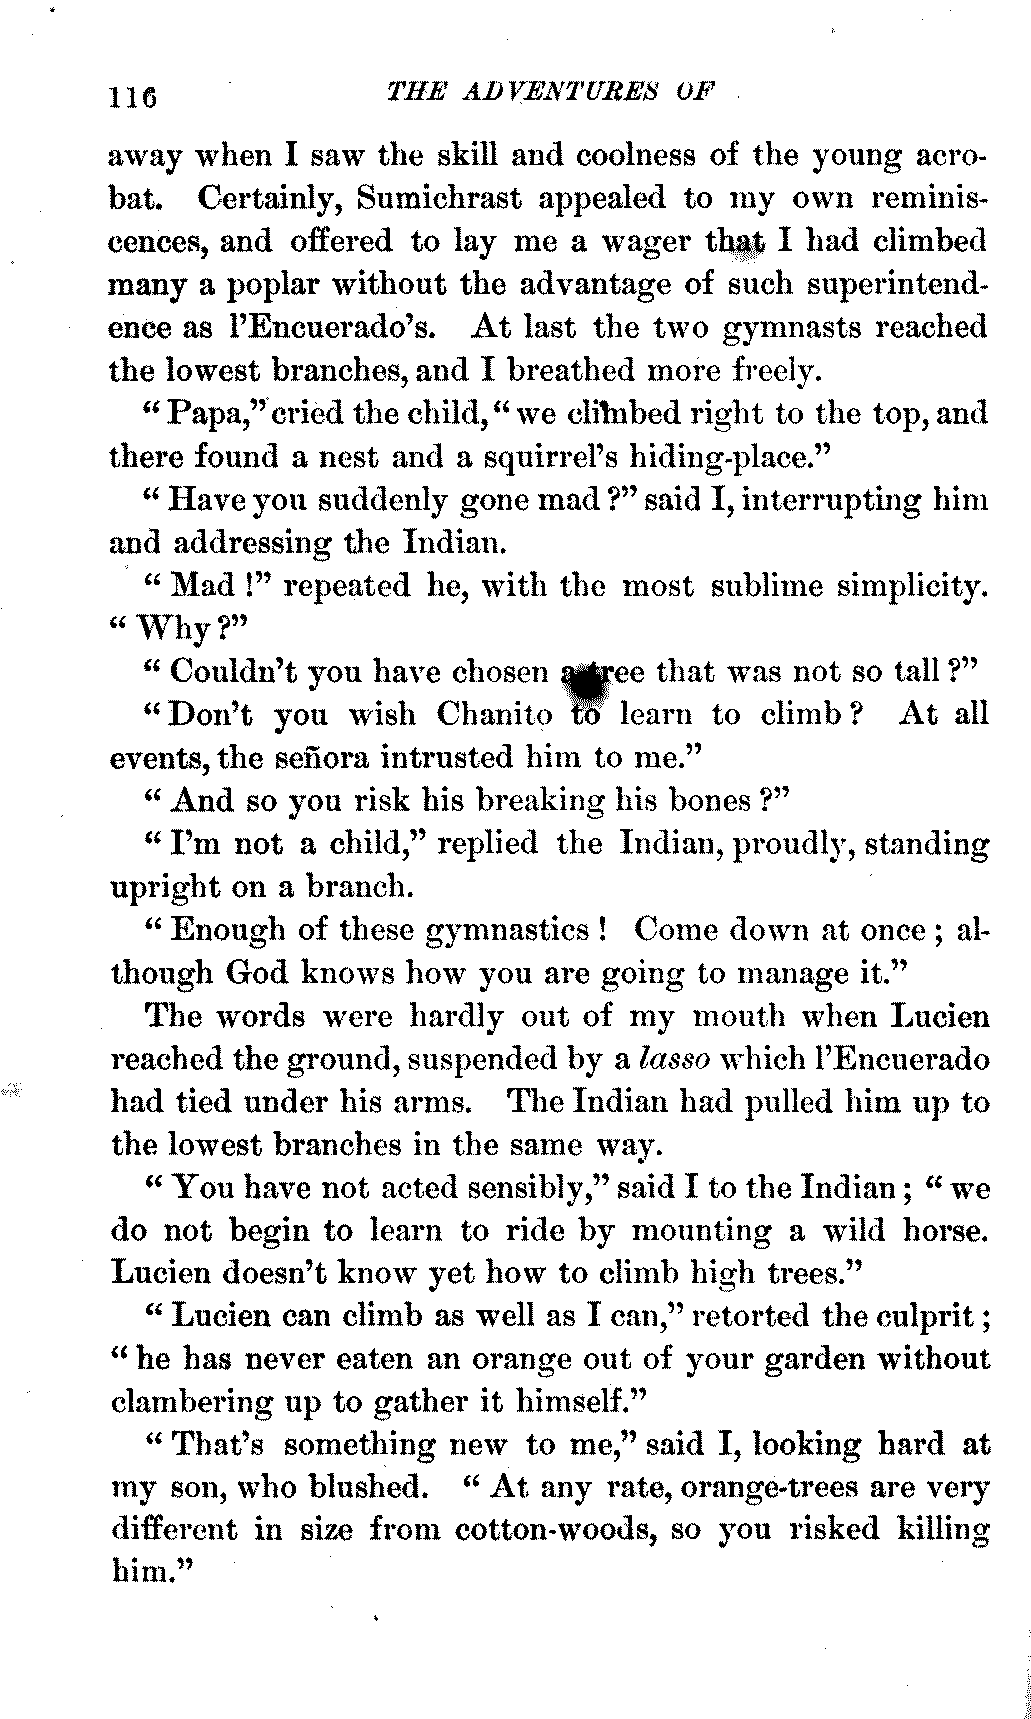 116 THE ADVENTURES OF
away when I saw the skill and coolness of the young acro-
bat. Certainly, Sumichrast appealed to my own reminis-
cences, and offered to lay me a wager that I had climbed
many a poplar without the advantage of such superintend-
ence as l'Encuerado's. At last the two gymnasts reached
the lowest branches, and I breathed more freely.
"Papa," cried the child, "we climbed right to the top, and
there found a nest and a squirrel's hiding-place."
"Have you suddenly gone mad?" said I, interrupting him
and addressing the Indian.
"Mad!" repeated he, with the most sublime simplicity.
"Why?"
"Couldn't you have chosen a tree that was not so tall?"
"Don't you wish Chanito to learn to climb? At all
events, the señora intrusted him to me."
"And so you risk his breaking his bones?"
"I'm not a child," replied the Indian, proudly, standing
upright on a branch.
"Enough of these gymnastics! Come down at once; al-
though God knows how you are going to manage it."
The words were hardly out of my mouth when Lucien
reached the ground, suspended by a lasso which l'Encuerado
had tied under his arms. The Indian had pulled him up to
the lowest branches in the same way.
"You have not acted sensibly," said I to the Indian; "we
do not begin to learn to ride by mounting a wild horse.
Lucien doesn't know yet how to climb high trees."
"Lucien can climb as well as I can," retorted the culprit;
"he has never eaten an orange out of your garden without
clambering up to gather it himself."
"That's something new to me," said I, looking hard at
my son, who blushed. "At any rate, orange-trees are very
different in size from cotton-woods, so you risked killing
him."